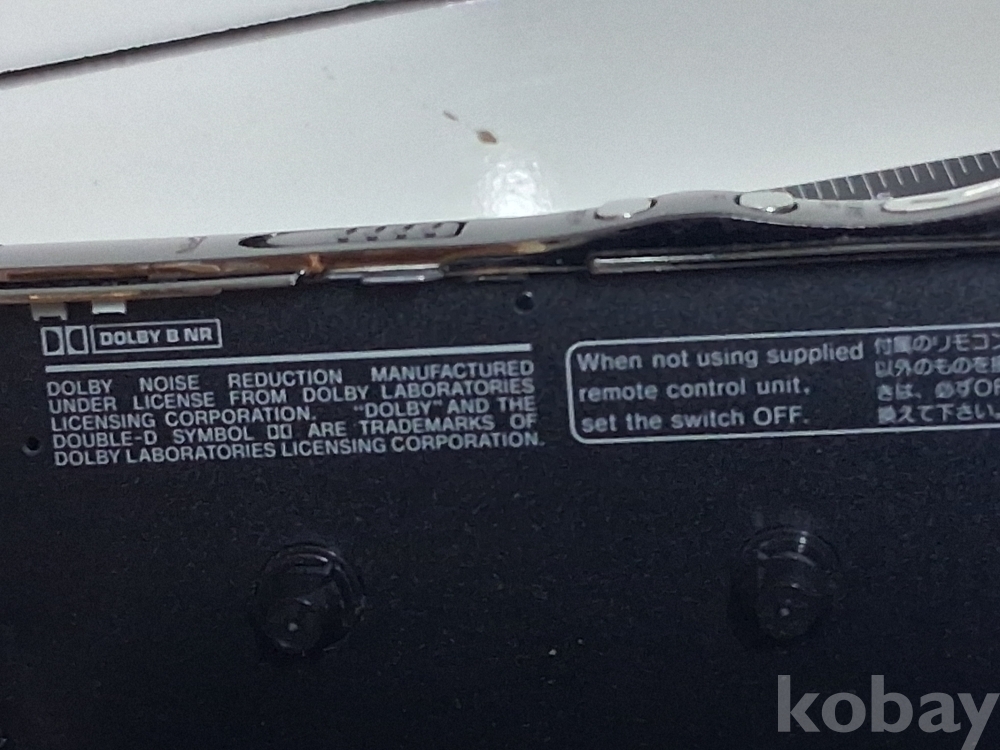 DOLBY B NR
DOLBY NOISE REDUCTION MANUFACTURED
UNDER LICENSE FROM DOLBY LABORATORIES
LICENSING CORPORATION. "DOLBY" AND THE
DOUBLE-D SYMBOL ARE TRADEMARKS OF
DOLBY LABORATORIES LICENSING CORPORATION.
When not using supplied
remote control unit,
set the switch OFF.
付属のリモコン
以外のものを
きは、必ずOF
換えて下さい。
kobay